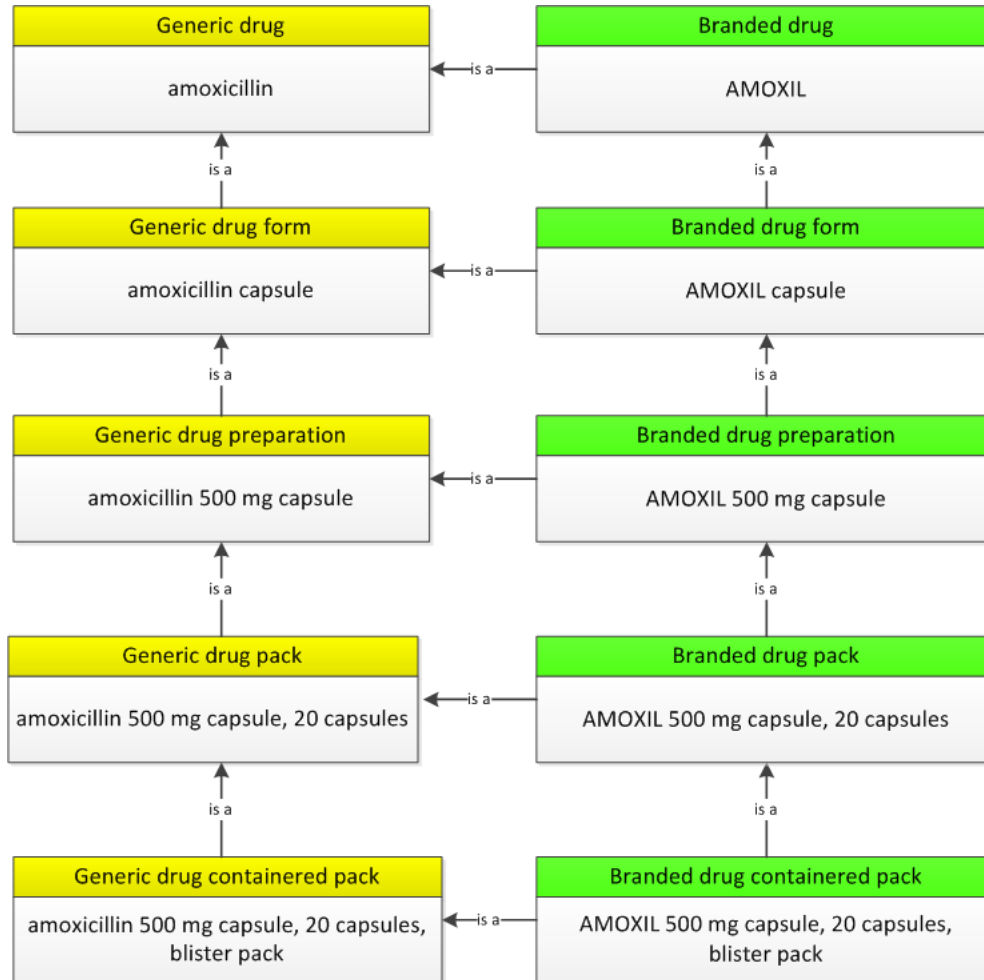 Generic drug
Branded drug
amoxicillin
is a
AMOXIL
is a
is a
Generic drug form
Branded drug form
amoxicillin capsule
is a
AMOXIL capsule
is a
is a
Generic drug preparation
Branded drug preparation
amoxicillin 500 mg capsule
is a
AMOXIL 500 mg capsule
is a
is a
Generic drug pack
Branded drug pack
amoxicillin 500 mg capsule, 20 capsules
is a
AMOXIL 500 mg capsule, 20 capsules
is a
is a
Generic drug containered pack
Branded drug containered pack
amoxicillin 500 mg capsule, 20 capsules,
blister pack
is a
AMOXIL 500 mg capsule, 20 capsules,
blister pack